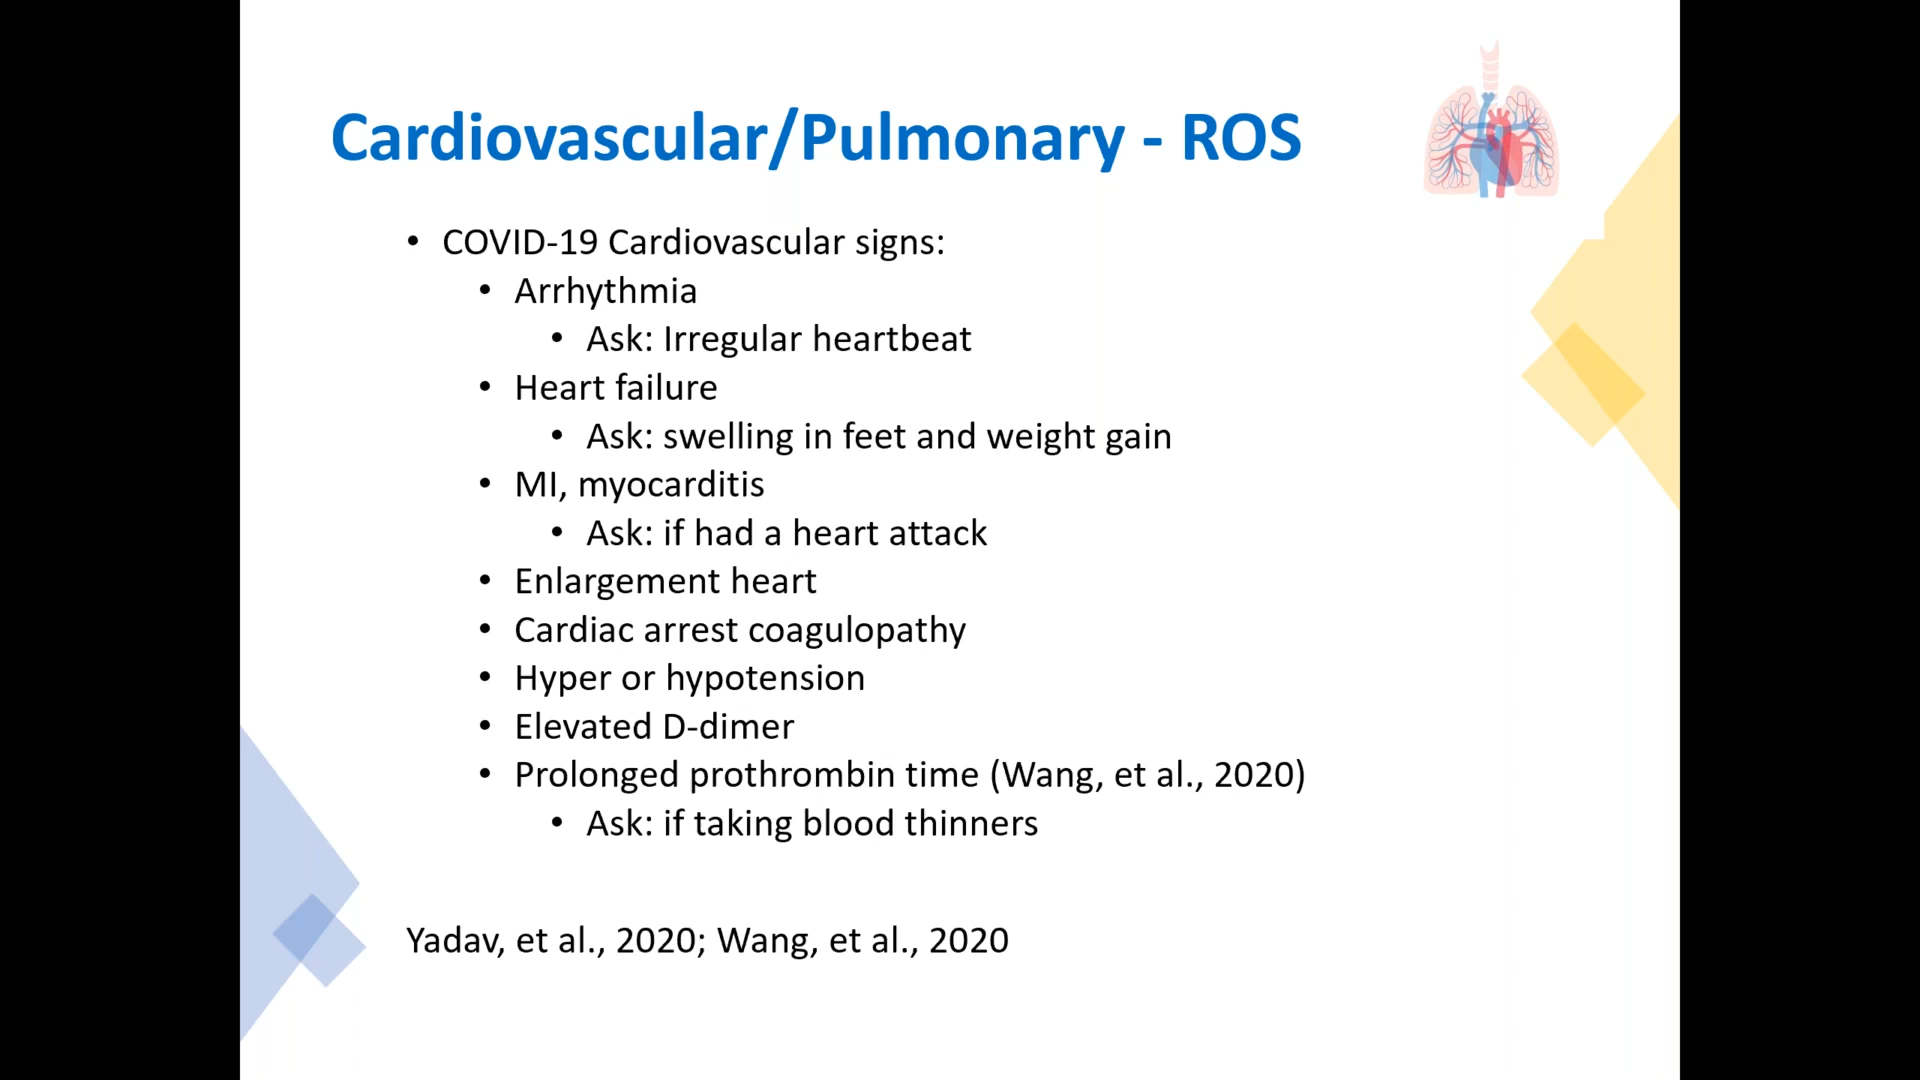 Cardiovascular/Pulmonary - ROS
• COVID-19 Cardiovascular signs:
• Arrhythmia
• Ask: Irregular heartbeat
• Heart failure
• Ask: swelling in feet and weight gain
• MI, myocarditis
• Ask: if had a heart attack
• Enlargement heart
• Cardiac arrest coagulopathy
• Hyper or hypotension
• Elevated D-dimer
• Prolonged prothrombin time (Wang, et al., 2020)
• Ask: if taking blood thinners
Yadav, et al., 2020; Wang, et al., 2020